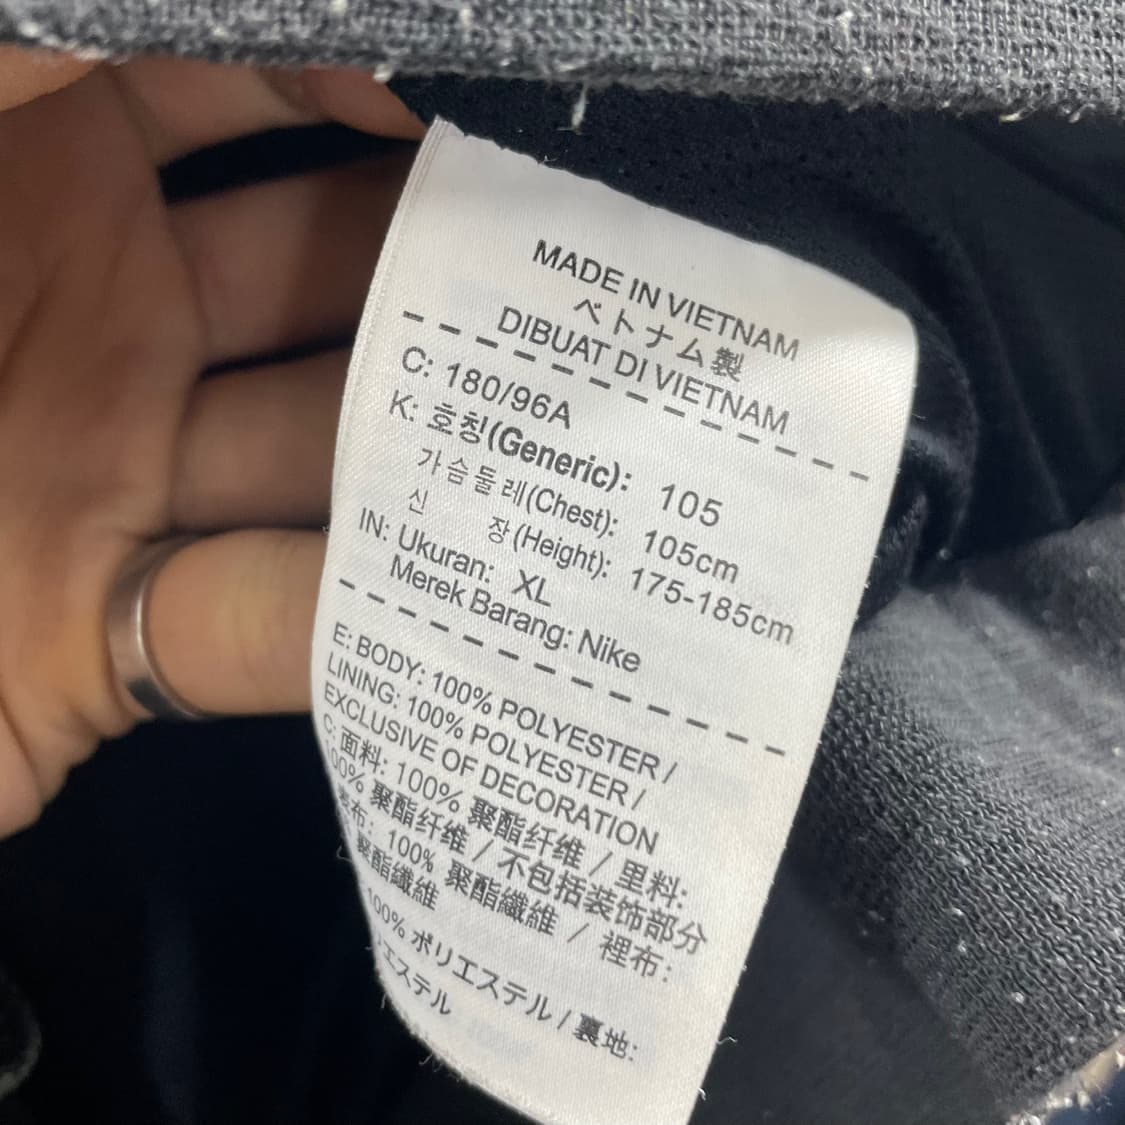 MADE IN VIETNAM
ベトナム製
DIBUAT DI VIETNAM
C: 180/96A
K: 호칭(Generic): 105
가슴둘레(Chest): 105cm
신 장(Height): 175-185cm
IN: Ukuran: XL
Merek Barang: Nike
E: BODY: 100% POLYESTER /
LINING: 100% POLYESTER /
EXCLUSIVE OF DECORATION
C: 面料: 100% 聚酯纤维 / 里料:
100% 聚酯纤维 / 不包括装饰部分
表布: 100% 聚酯纖維 / 裡布:
聚酯纖維
100% ポリエステル / 裏地:
エステル